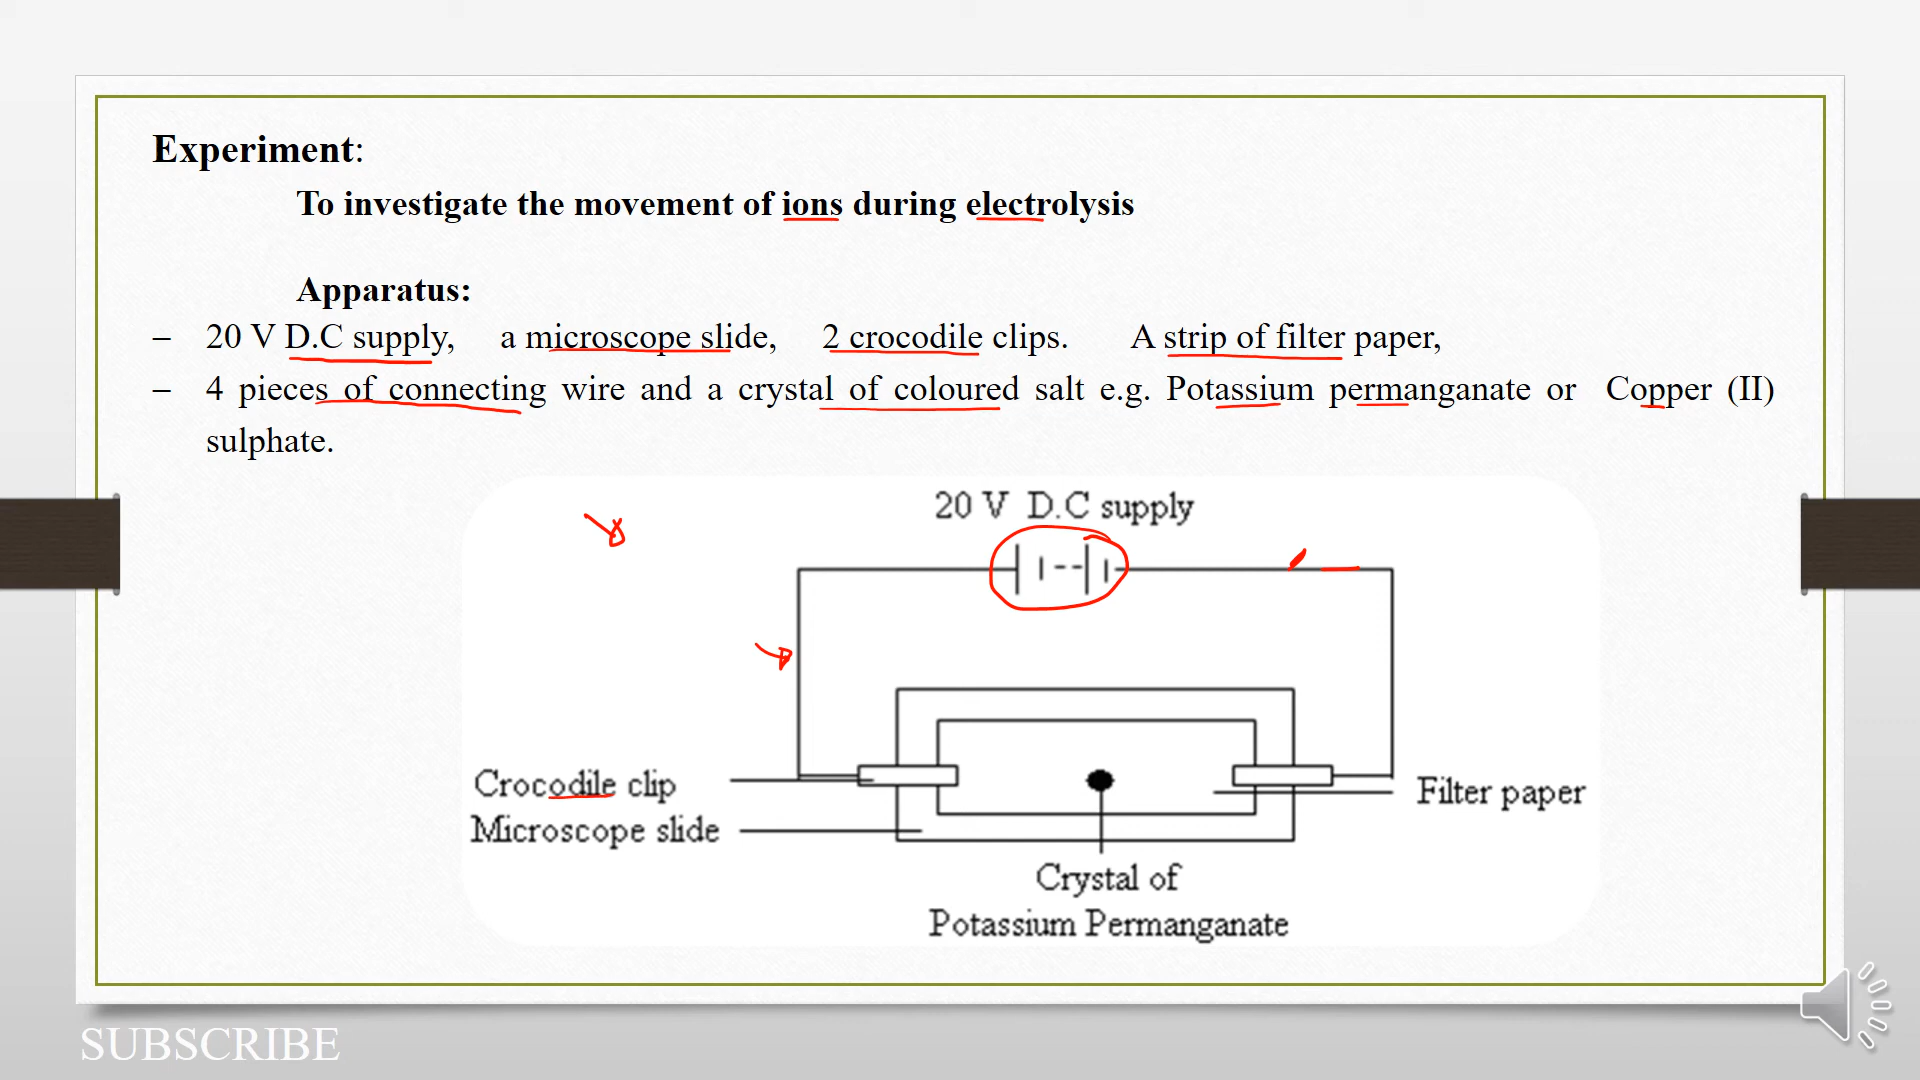 Experiment:
To investigate the movement of ions during electrolysis
Apparatus:
– 20 V D.C supply, a microscope slide, 2 crocodile clips. A strip of filter paper,
– 4 pieces of connecting wire and a crystal of coloured salt e.g. Potassium permanganate or Copper (II)
sulphate.
20 V D.C supply
Crocodile clip
Filter paper
Microscope slide
Crystal of
Potassium Permanganate
SUBSCRIBE